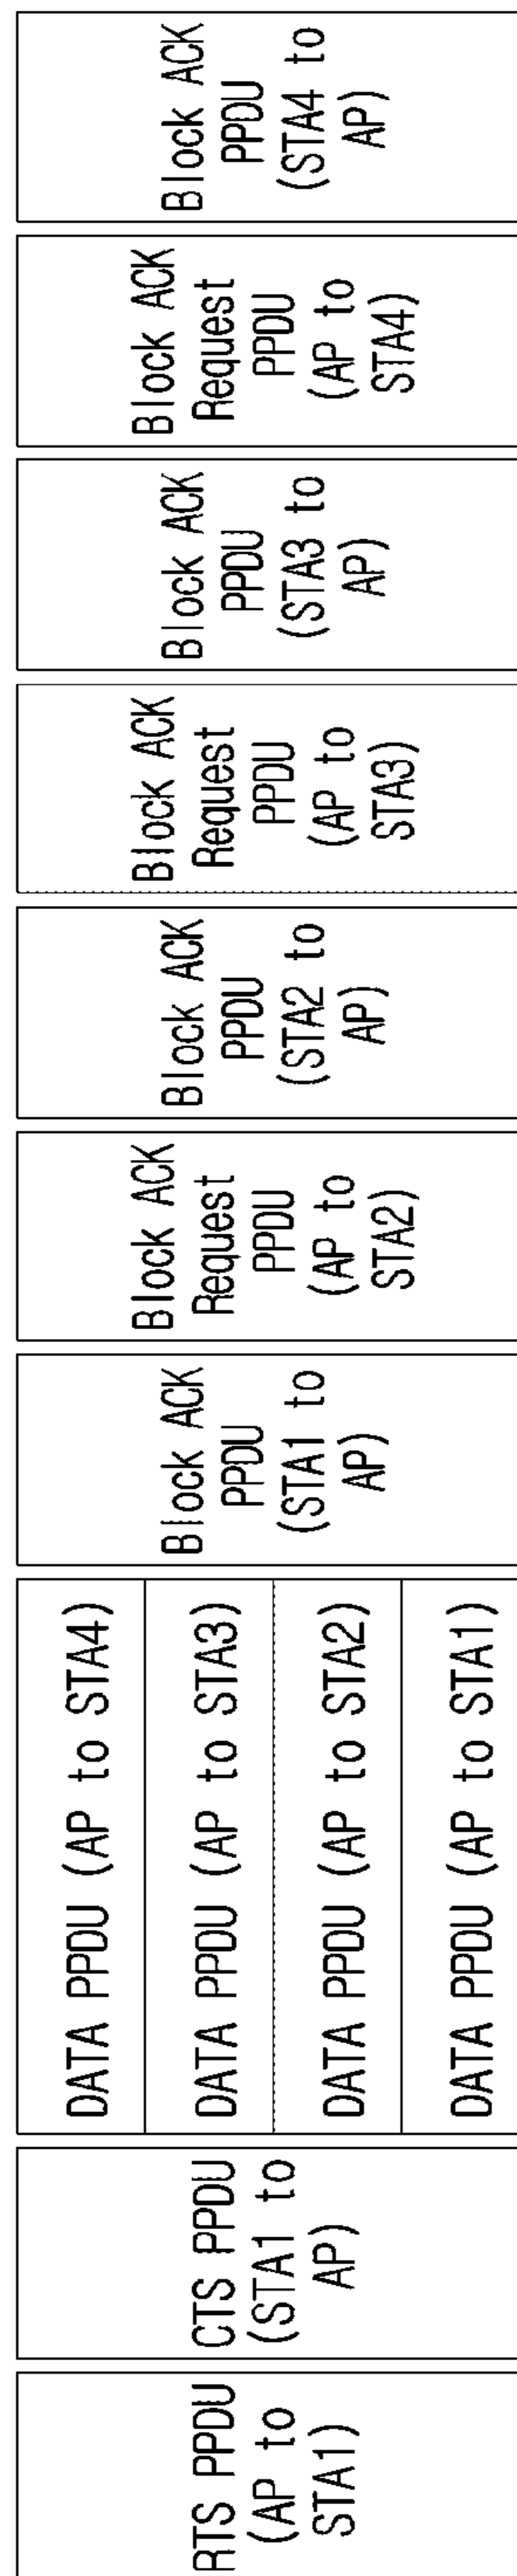 RTS PPDU
(AP to
STA1)
CTS PPDU
(STA1 to
AP)
DATA PPDU (AP to STA4)
DATA PPDU (AP to STA3)
DATA PPDU (AP to STA2)
DATA PPDU (AP to STA1)
Block ACK
PPDU
(STA1 to
AP)
Block ACK
Request
PPDU
(AP to
STA2)
Block ACK
PPDU
(STA2 to
AP)
Block ACK
Request
PPDU
(AP to
STA3)
Block ACK
PPDU
(STA3 to
AP)
Block ACK
Request
PPDU
(AP to
STA4)
Block ACK
PPDU
(STA4 to
AP)